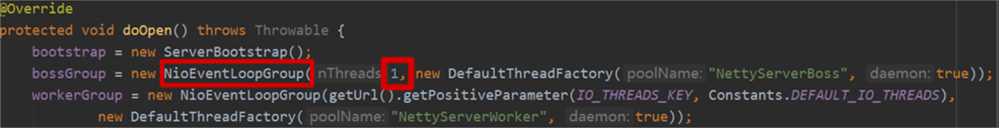 @Override
protected void doOpen() throws Throwable {
bootstrap = new ServerBootstrap();
bossGroup = new NioEventLoopGroup( nThreads 1, new DefaultThreadFactory( poolName: "NettyServerBoss", daemon: true));
workerGroup = new NioEventLoopGroup(getUrl().getPositiveParameter(IO_THREADS_KEY, Constants.DEFAULT_IO_THREADS),
new DefaultThreadFactory( poolName: "NettyServerWorker", daemon: true));